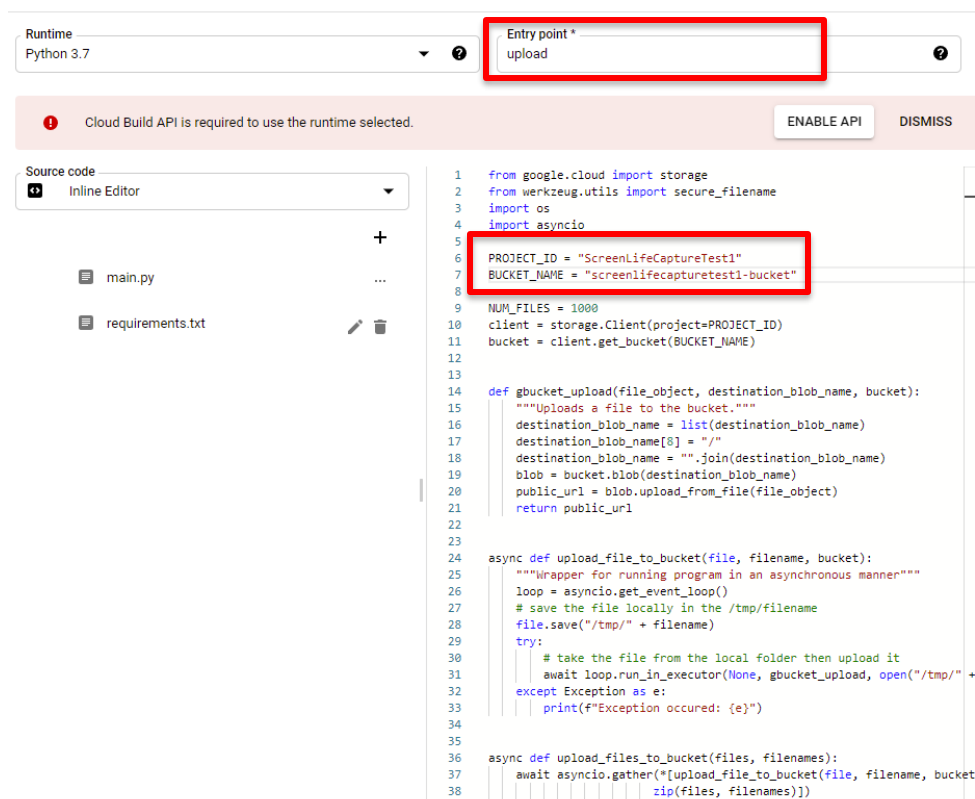 Runtime
Python 3.7
Entry point *
upload
Cloud Build API is required to use the runtime selected.
ENABLE API
DISMISS
Source code
Inline Editor
+
main.py
...
requirements.txt
1 from google.cloud import storage
2 from werkzeug.utils import secure_filename
3 import os
4 import asyncio
5
6 PROJECT_ID = "ScreenLifeCaptureTest1"
7 BUCKET_NAME = "screenlifecapturetest1-bucket"
8
9 NUM_FILES = 1000
10 client = storage.Client(project=PROJECT_ID)
11 bucket = client.get_bucket(BUCKET_NAME)
12
13
14 def gbucket_upload(file_object, destination_blob_name, bucket):
15     """Uploads a file to the bucket."""
16     destination_blob_name = list(destination_blob_name)
17     destination_blob_name[8] = "/"
18     destination_blob_name = "".join(destination_blob_name)
19     blob = bucket.blob(destination_blob_name)
20     public_url = blob.upload_from_file(file_object)
21     return public_url
22
23
24 async def upload_file_to_bucket(file, filename, bucket):
25     """Wrapper for running program in an asynchronous manner"""
26     loop = asyncio.get_event_loop()
27     # save the file locally in the /tmp/filename
28     file.save("/tmp/" + filename)
29     try:
30         # take the file from the local folder then upload it
31         await loop.run_in_executor(None, gbucket_upload, open("/tmp/" +
32     except Exception as e:
33         print(f"Exception occured: {e}")
34
35
36 async def upload_files_to_bucket(files, filenames):
37     await asyncio.gather(*[upload_file_to_bucket(file, filename, bucket
38                         zip(files, filenames)])